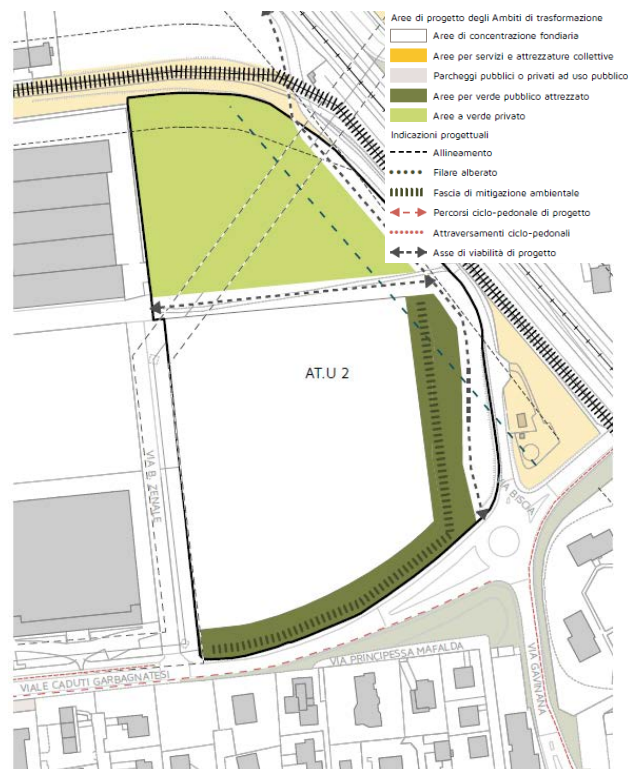 Aree di progetto degli Ambiti di trasformazione
Aree di concentrazione fondiaria
Aree per servizi e attrezzature collettive
Parcheggi pubblici o privati ad uso pubblico
Aree per verde pubblico attrezzato
Aree a verde privato
Indicazioni progettuali
Allineamento
Filare alberato
Fascia di mitigazione ambientale
Percorsi ciclo-pedonale di progetto
Attraversamenti ciclo-pedonali
Asse di viabilità di progetto
AT.U 2
VIA B. ZENALE
VIA BISCIA
VIA GAVINANA
VIA PRINCIPESSA MAFALDA
VIALE CADUTI GARBAGNATESI